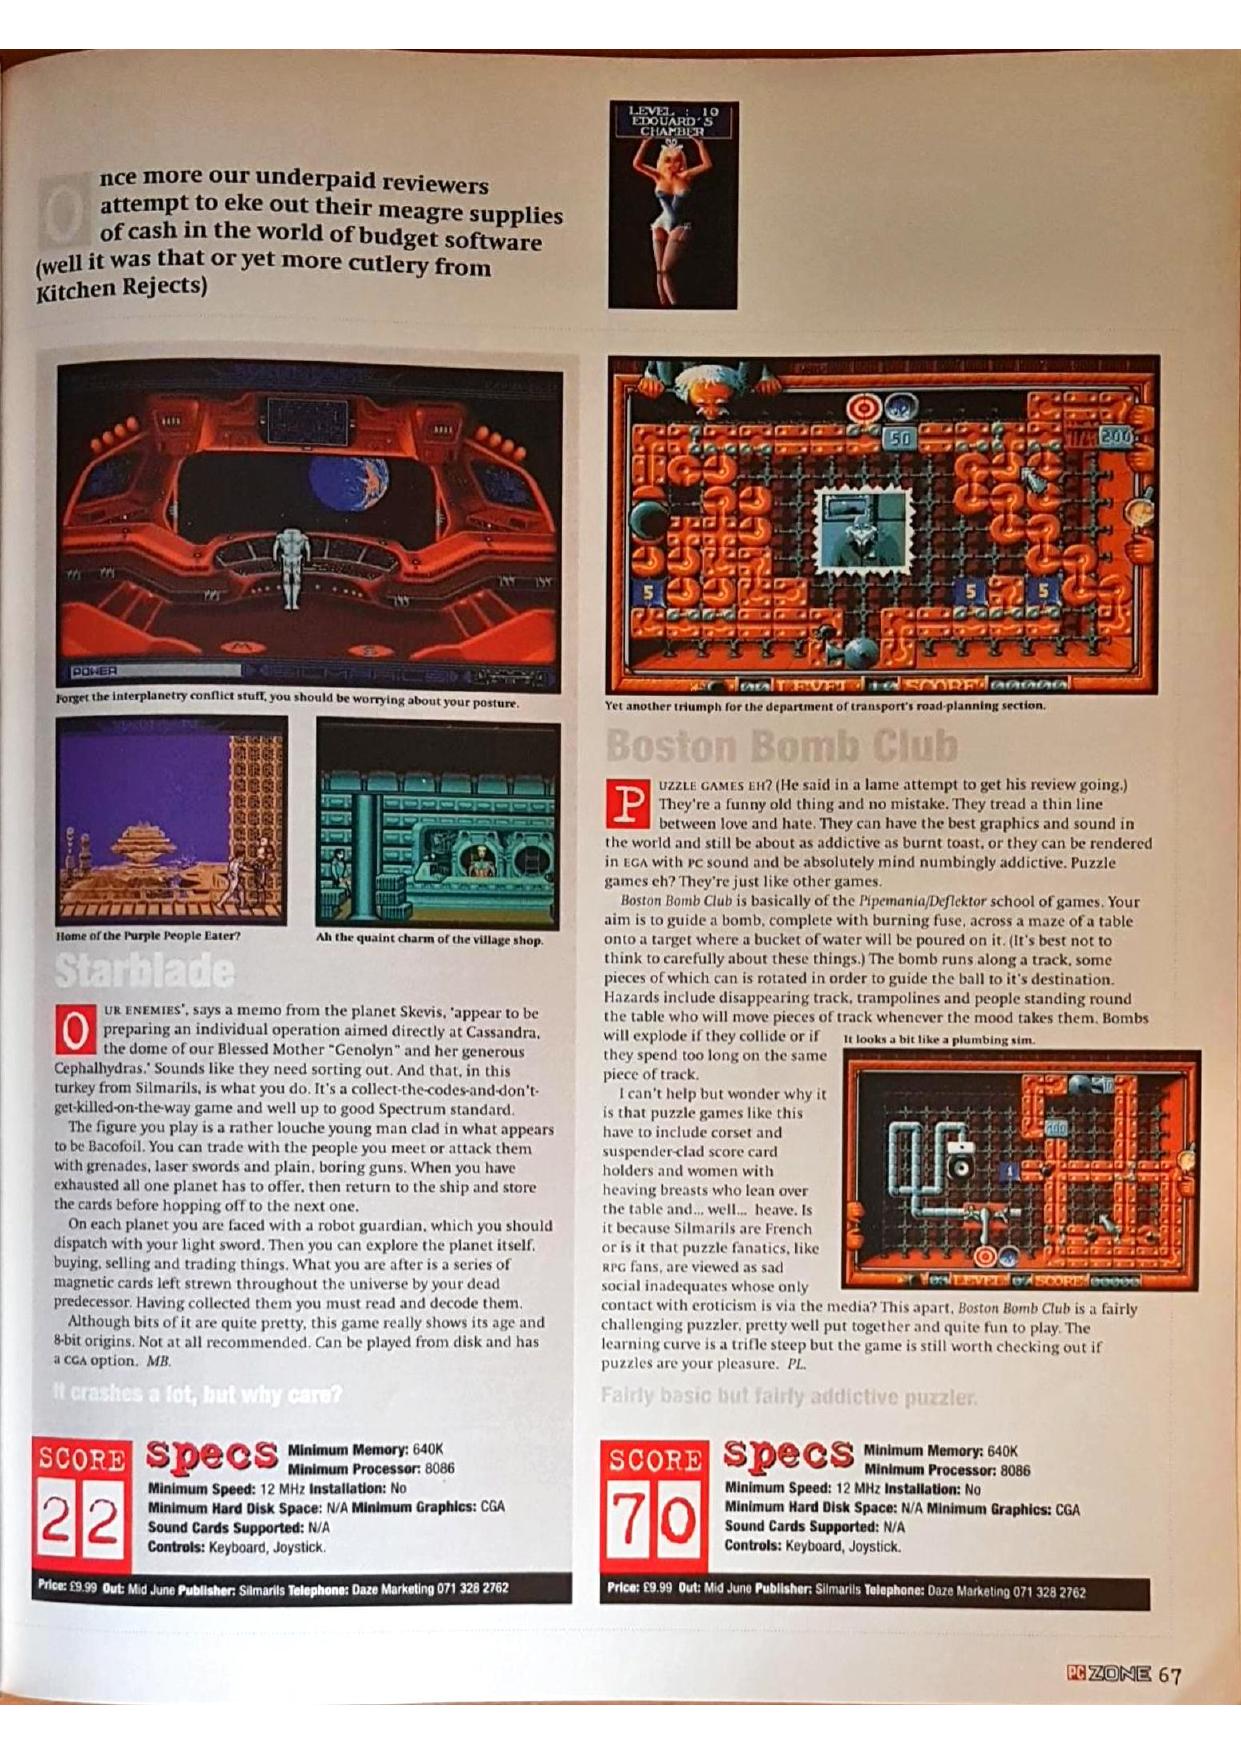 Once more our underpaid reviewers
attempt to eke out their meagre supplies
of cash in the world of budget software
(well it was that or yet more cutlery from
Kitchen Rejects)
LEVEL : 10
EDOUARD'S
CHAMBER
POWER
Forget the interplanetry conflict stuff, you should be worrying about your posture.
Home of the Purple People Eater?
Ah the quaint charm of the village shop.
Starblade
OUR ENEMIES', says a memo from the planet Skevis, 'appear to be
preparing an individual operation aimed directly at Cassandra,
the dome of our Blessed Mother "Genolyn" and her generous
Cephalhydras.' Sounds like they need sorting out. And that, in this
turkey from Silmarils, is what you do. It's a collect-the-codes-and-don't-
get-killed-on-the-way game and well up to good Spectrum standard.
The figure you play is a rather louche young man clad in what appears
to be Bacofoil. You can trade with the people you meet or attack them
with grenades, laser swords and plain, boring guns. When you have
exhausted all one planet has to offer, then return to the ship and store
the cards before hopping off to the next one.
On each planet you are faced with a robot guardian, which you should
dispatch with your light sword. Then you can explore the planet itself,
buying, selling and trading things. What you are after is a series of
magnetic cards left strewn throughout the universe by your dead
predecessor. Having collected them you must read and decode them.
Although bits of it are quite pretty, this game really shows its age and
8-bit origins. Not at all recommended. Can be played from disk and has
a CGA option. MB.
It crashes a lot, but why care?
SCORE
22
specs Minimum Memory: 640K
Minimum Processor: 8086
Minimum Speed: 12 MHz Installation: No
Minimum Hard Disk Space: N/A Minimum Graphics: CGA
Sound Cards Supported: N/A
Controls: Keyboard, Joystick.
Price: £9.99 Out: Mid June Publisher: Silmarils Telephone: Daze Marketing 071 328 2762
50
200
5
5
5
LEVEL 10 SCORE 00000
Yet another triumph for the department of transport's road-planning section.
Boston Bomb Club
PUZZLE GAMES EH? (He said in a lame attempt to get his review going.)
They're a funny old thing and no mistake. They tread a thin line
between love and hate. They can have the best graphics and sound in
the world and still be about as addictive as burnt toast, or they can be rendered
in EGA with PC sound and be absolutely mind numbingly addictive. Puzzle
games eh? They're just like other games.
Boston Bomb Club is basically of the Pipemania/Deflektor school of games. Your
aim is to guide a bomb, complete with burning fuse, across a maze of a table
onto a target where a bucket of water will be poured on it. (It's best not to
think to carefully about these things.) The bomb runs along a track, some
pieces of which can is rotated in order to guide the ball to it's destination.
Hazards include disappearing track, trampolines and people standing round
the table who will move pieces of track whenever the mood takes them. Bombs
will explode if they collide or if
they spend too long on the same
piece of track.
I can't help but wonder why it
is that puzzle games like this
have to include corset and
suspender-clad score card
holders and women with
heaving breasts who lean over
the table and... well... heave. Is
it because Silmarils are French
or is it that puzzle fanatics, like
RPG fans, are viewed as sad
social inadequates whose only
contact with eroticism is via the media? This apart, Boston Bomb Club is a fairly
challenging puzzler, pretty well put together and quite fun to play. The
learning curve is a trifle steep but the game is still worth checking out if
puzzles are your pleasure. PL.
It looks a bit like a plumbing sim.
LEVEL 07 SCORE 00000
Fairly basic but fairly addictive puzzler.
SCORE
70
specs Minimum Memory: 640K
Minimum Processor: 8086
Minimum Speed: 12 MHz Installation: No
Minimum Hard Disk Space: N/A Minimum Graphics: CGA
Sound Cards Supported: N/A
Controls: Keyboard, Joystick.
Price: £9.99 Out: Mid June Publisher: Silmarils Telephone: Daze Marketing 071 328 2762
PC ZONE 67